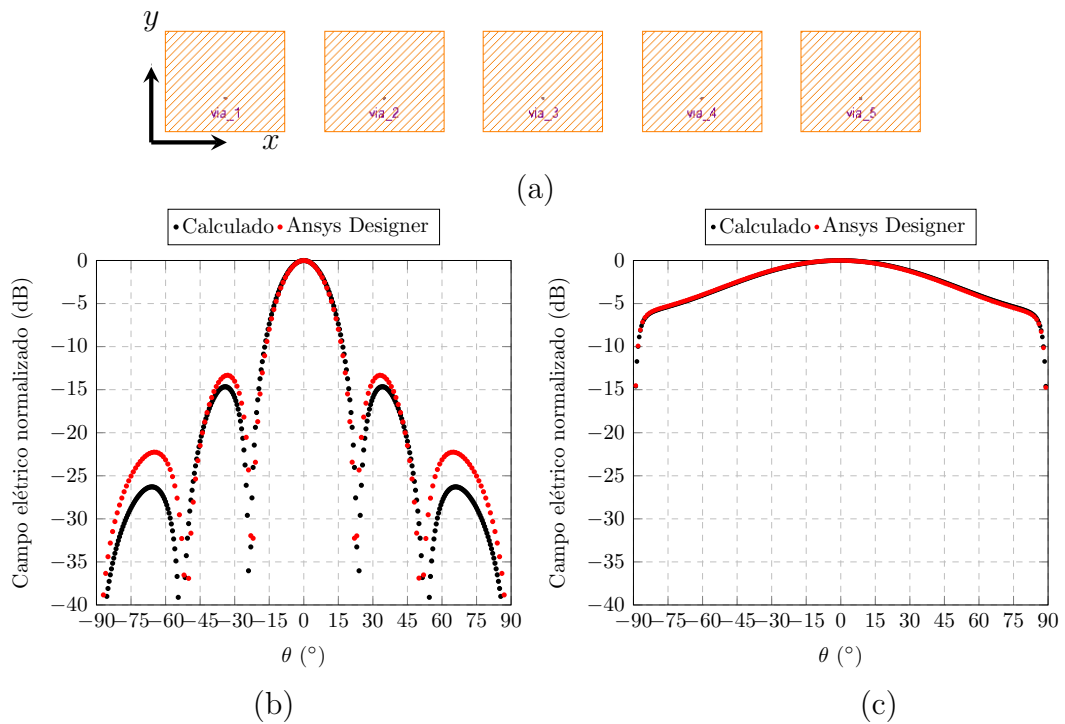 y
via_1 via_2 via_3 via_4 via_5
x
(a)
Calculado Ansys Designer
Campo elétrico normalizado (dB)
0
−5
−10
−15
−20
−25
−30
−35
−40
−90 −75 −60 −45 −30 −15 0 15 30 45 60 75 90
θ (°)
(b)
Calculado Ansys Designer
Campo elétrico normalizado (dB)
0
−5
−10
−15
−20
−25
−30
−35
−40
−90 −75 −60 −45 −30 −15 0 15 30 45 60 75 90
θ (°)
(c)